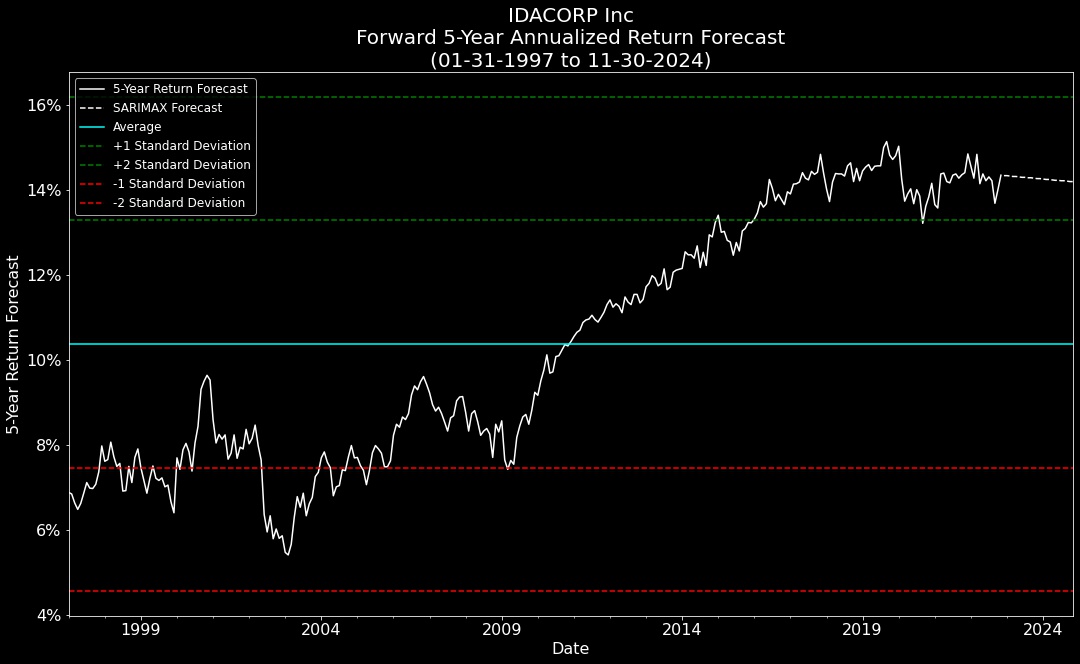 IDACORP Inc
Forward 5-Year Annualized Return Forecast
(01-31-1997 to 11-30-2024)
5-Year Return Forecast
SARIMAX Forecast
Average
+1 Standard Deviation
+2 Standard Deviation
-1 Standard Deviation
-2 Standard Deviation
16%
14%
12%
10%
8%
6%
4%
5-Year Return Forecast
1999
2004
2009
2014
2019
2024
Date